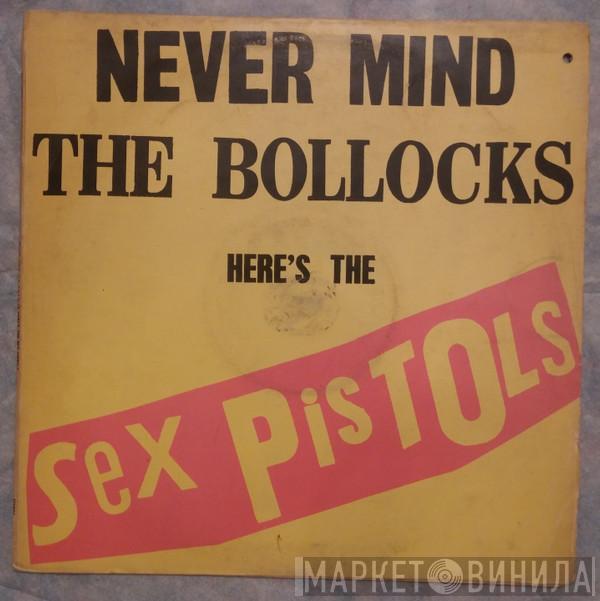 NEVER MIND
THE BOLLOCKS
HERE'S THE
Sex PisTOLS
МАРКЕТ ВИНИЛА